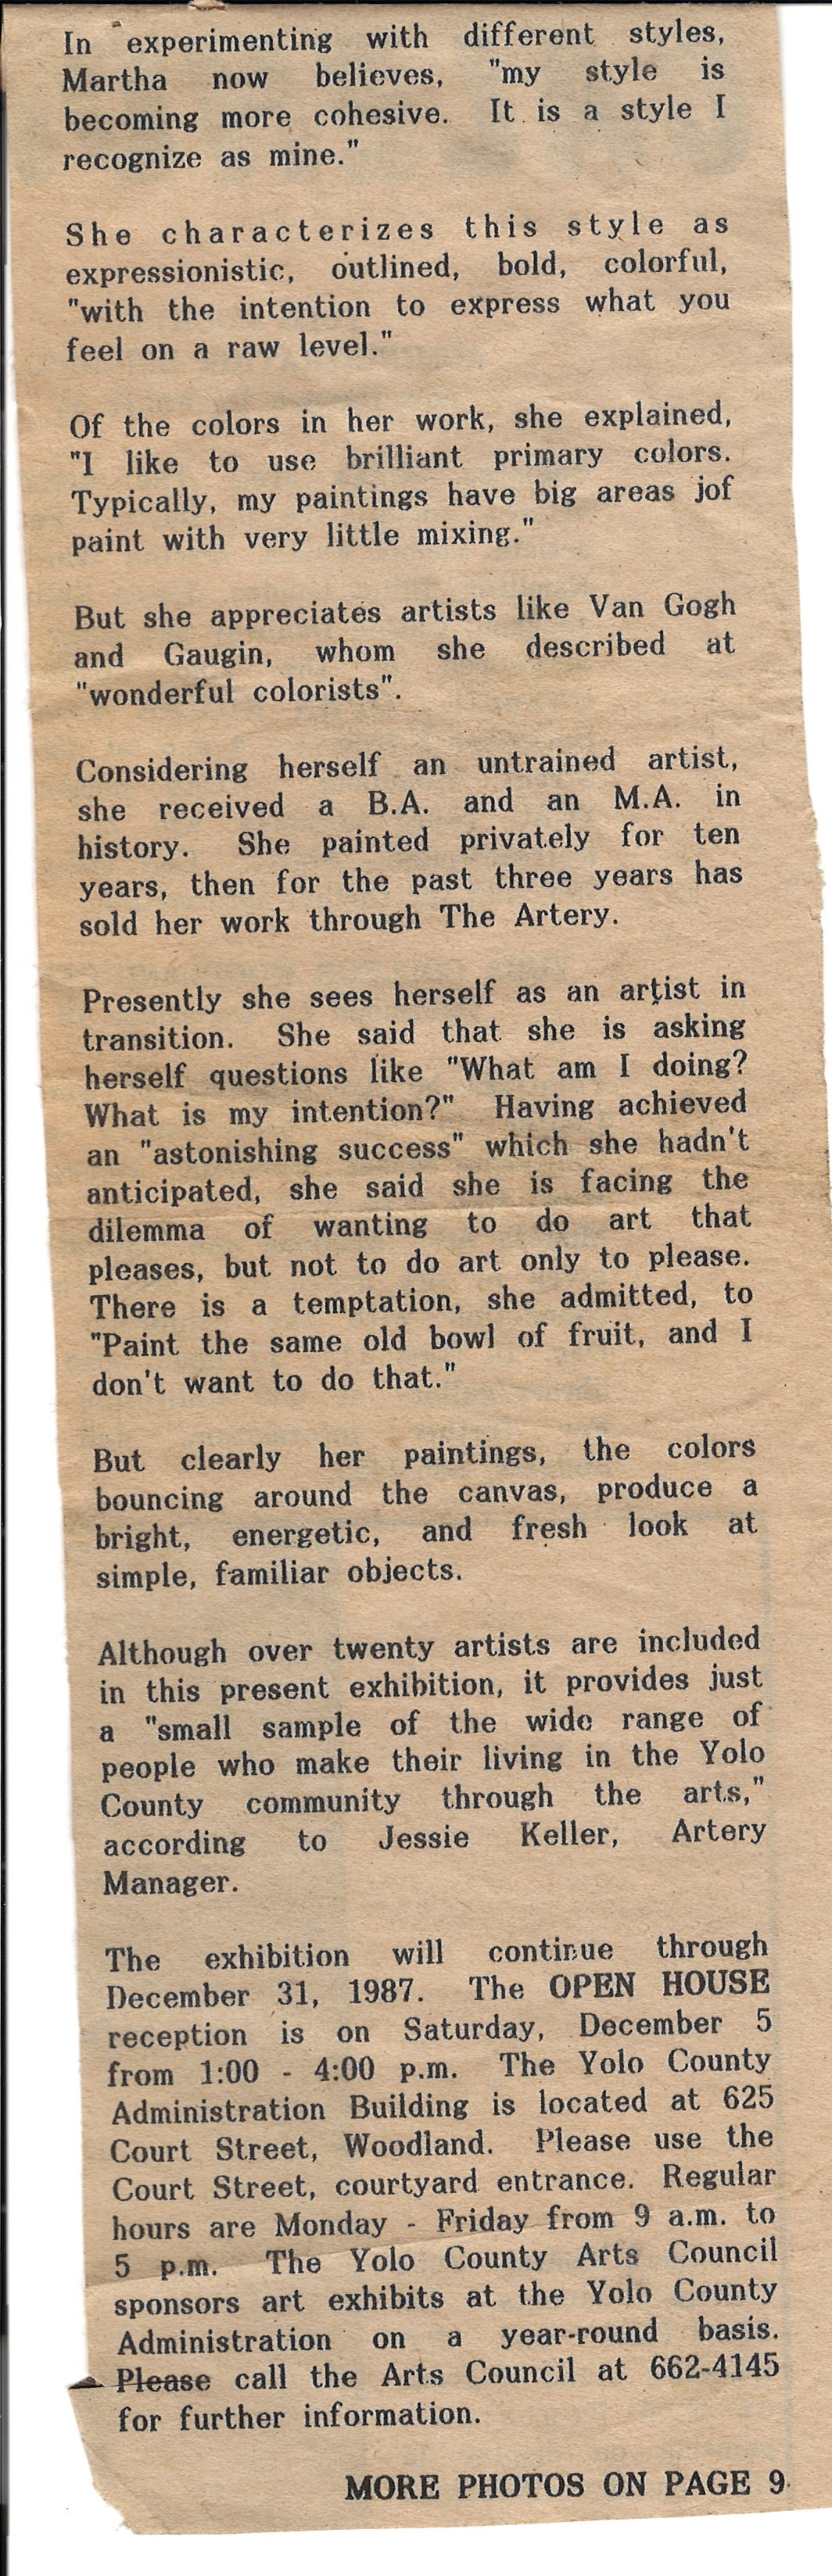 In experimenting with different styles,
Martha now believes, "my style is
becoming more cohesive. It is a style I
recognize as mine."
She characterizes this style as
expressionistic, outlined, bold, colorful,
"with the intention to express what you
feel on a raw level."
Of the colors in her work, she explained,
"I like to use brilliant primary colors.
Typically, my paintings have big areas jof
paint with very little mixing."
But she appreciates artists like Van Gogh
and Gaugin, whom she described at
"wonderful colorists".
Considering herself an untrained artist,
she received a B.A. and an M.A. in
history. She painted privately for ten
years, then for the past three years has
sold her work through The Artery.
Presently she sees herself as an artist in
transition. She said that she is asking
herself questions like "What am I doing?
What is my intention?" Having achieved
an "astonishing success" which she hadn't
anticipated, she said she is facing the
dilemma of wanting to do art that
pleases, but not to do art only to please.
There is a temptation, she admitted, to
"Paint the same old bowl of fruit, and I
don't want to do that."
But clearly her paintings, the colors
bouncing around the canvas, produce a
bright, energetic, and fresh look at
simple, familiar objects.
Although over twenty artists are included
in this present exhibition, it provides just
a "small sample of the wide range of
people who make their living in the Yolo
County community through the arts,"
according to Jessie Keller, Artery
Manager.
The exhibition will continue through
December 31, 1987. The OPEN HOUSE
reception is on Saturday, December 5
from 1:00 - 4:00 p.m. The Yolo County
Administration Building is located at 625
Court Street, Woodland. Please use the
Court Street, courtyard entrance. Regular
hours are Monday - Friday from 9 a.m. to
5 p.m. The Yolo County Arts Council
sponsors art exhibits at the Yolo County
Administration on a year-round basis.
Please call the Arts Council at 662-4145
for further information.
MORE PHOTOS ON PAGE 9